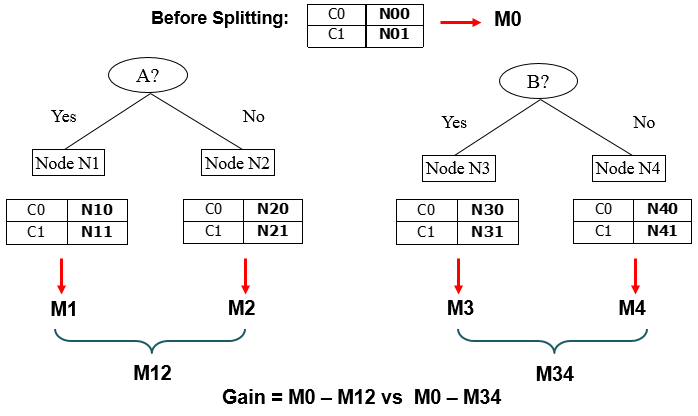 Before Splitting:
C0 N00
C1 N01
M0
A?
Yes
No
Node N1
Node N2
C0 N10
C1 N11
C0 N20
C1 N21
M1
M2
M12
B?
Yes
No
Node N3
Node N4
C0 N30
C1 N31
C0 N40
C1 N41
M3
M4
M34
Gain = M0 – M12 vs M0 – M34